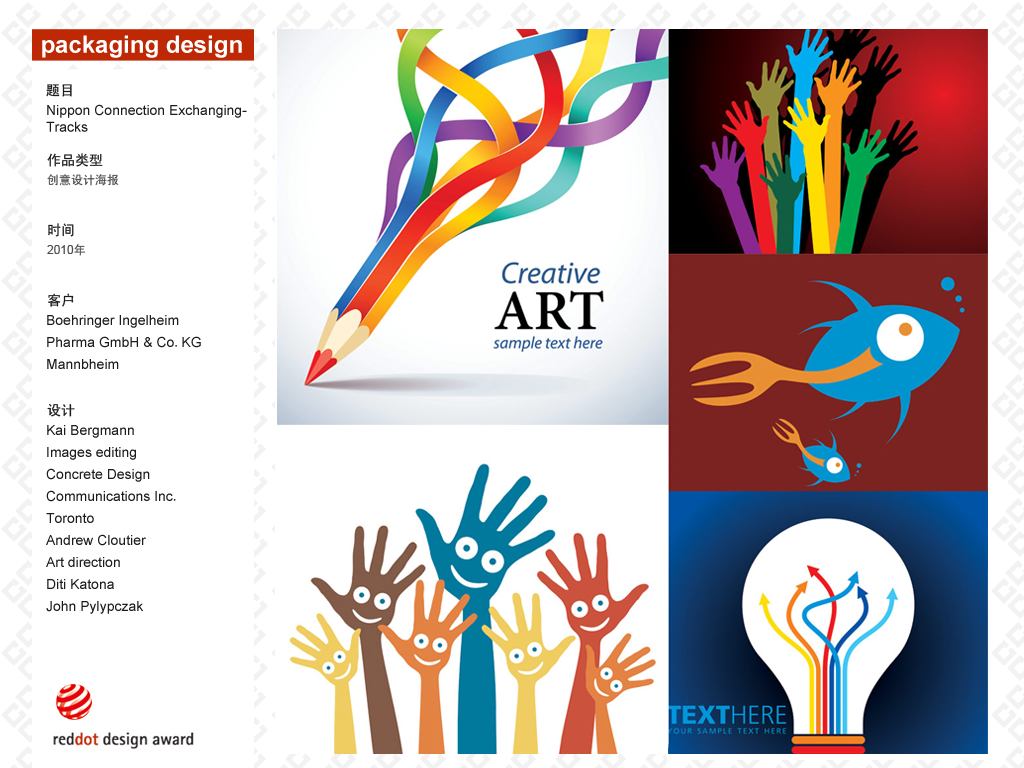 packaging design
题目
Nippon Connection Exchanging-
Tracks
作品类型
创意设计海报
时间
2010年
客户
Boehringer Ingelheim
Pharma GmbH & Co. KG
Mannbheim
设计
Kai Bergmann
Images editing
Concrete Design
Communications Inc.
Toronto
Andrew Cloutier
Art direction
Diti Katona
John Pylypczak
reddot design award
Creative
ART
sample text here
TEXTHERE
YOUR SAMPLE TEXT HERE